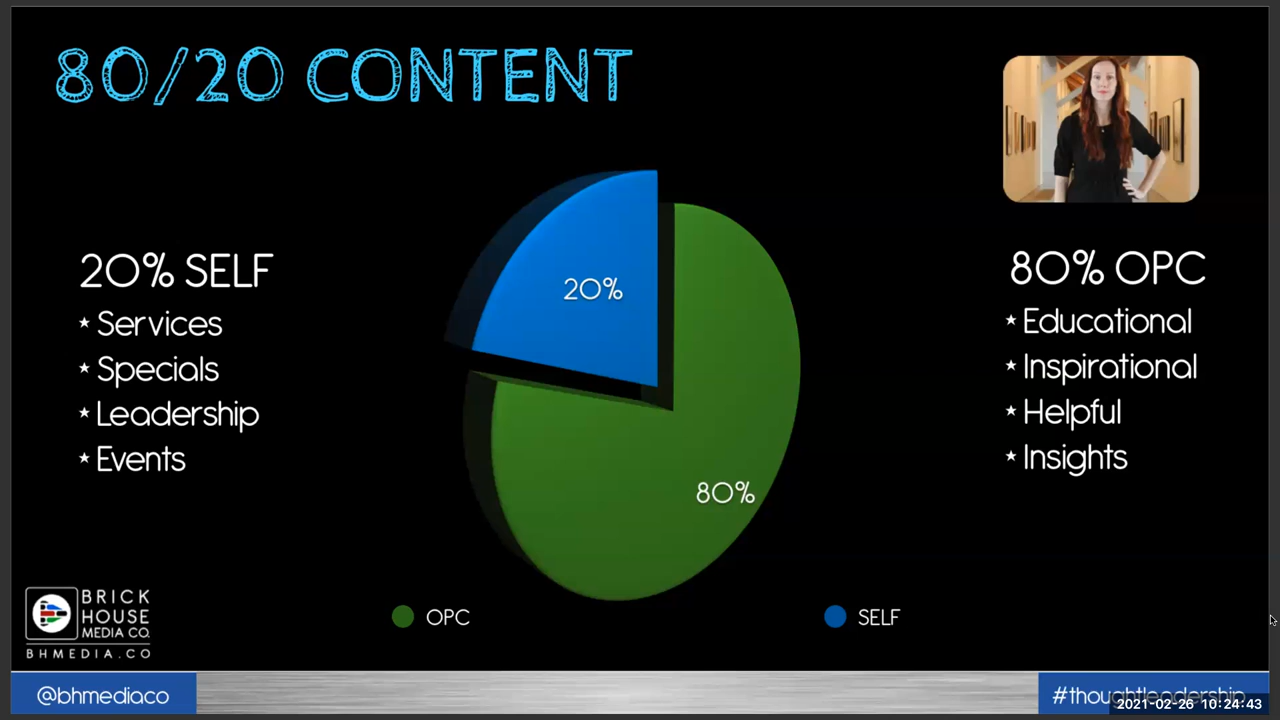 80/20 CONTENT
20% SELF
★ Services
★ Specials
★ Leadership
★ Events
20%
80%
80% OPC
★ Educational
★ Inspirational
★ Helpful
★ Insights
OPC
SELF
BRICK
HOUSE
MEDIA CO.
BHMEDIA.CO
@bhmediaco
#thoughtleadership
2021-02-26 10:24:43